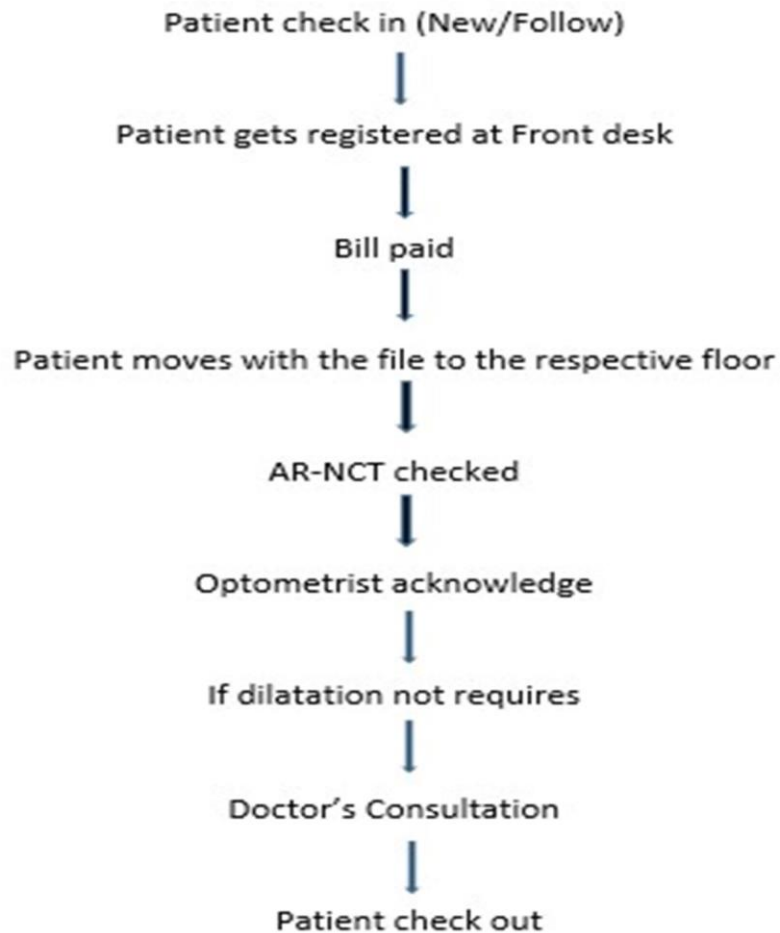 Patient check in (New/Follow)
Patient gets registered at Front desk
Bill paid
Patient moves with the file to the respective floor
AR-NCT checked
Optometrist acknowledge
If dilatation not requires
Doctor’s Consultation
Patient check out